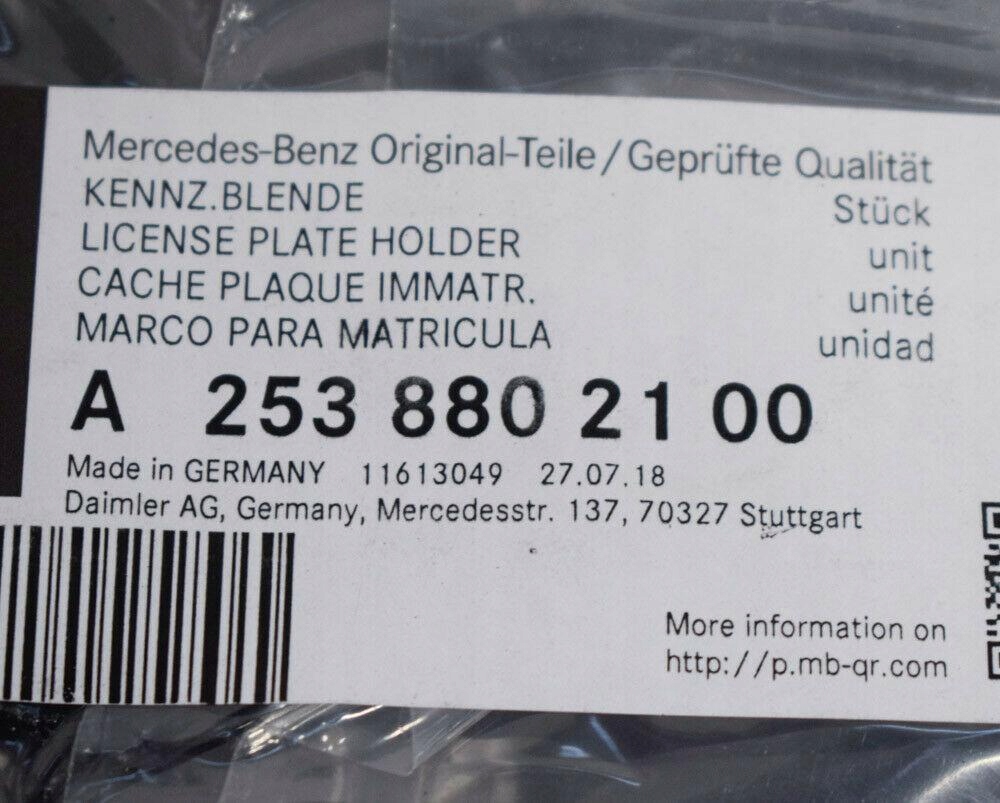 Mercedes-Benz Original-Teile/Geprüfte Qualität
KENNZ.BLENDE Stück
LICENSE PLATE HOLDER unit
CACHE PLAQUE IMMATR. unité
MARCO PARA MATRICULA unidad
A 253 880 21 00
Made in GERMANY 11613049 27.07.18
Daimler AG, Germany, Mercedesstr. 137, 70327 Stuttgart
More information on
http://p.mb-qr.com